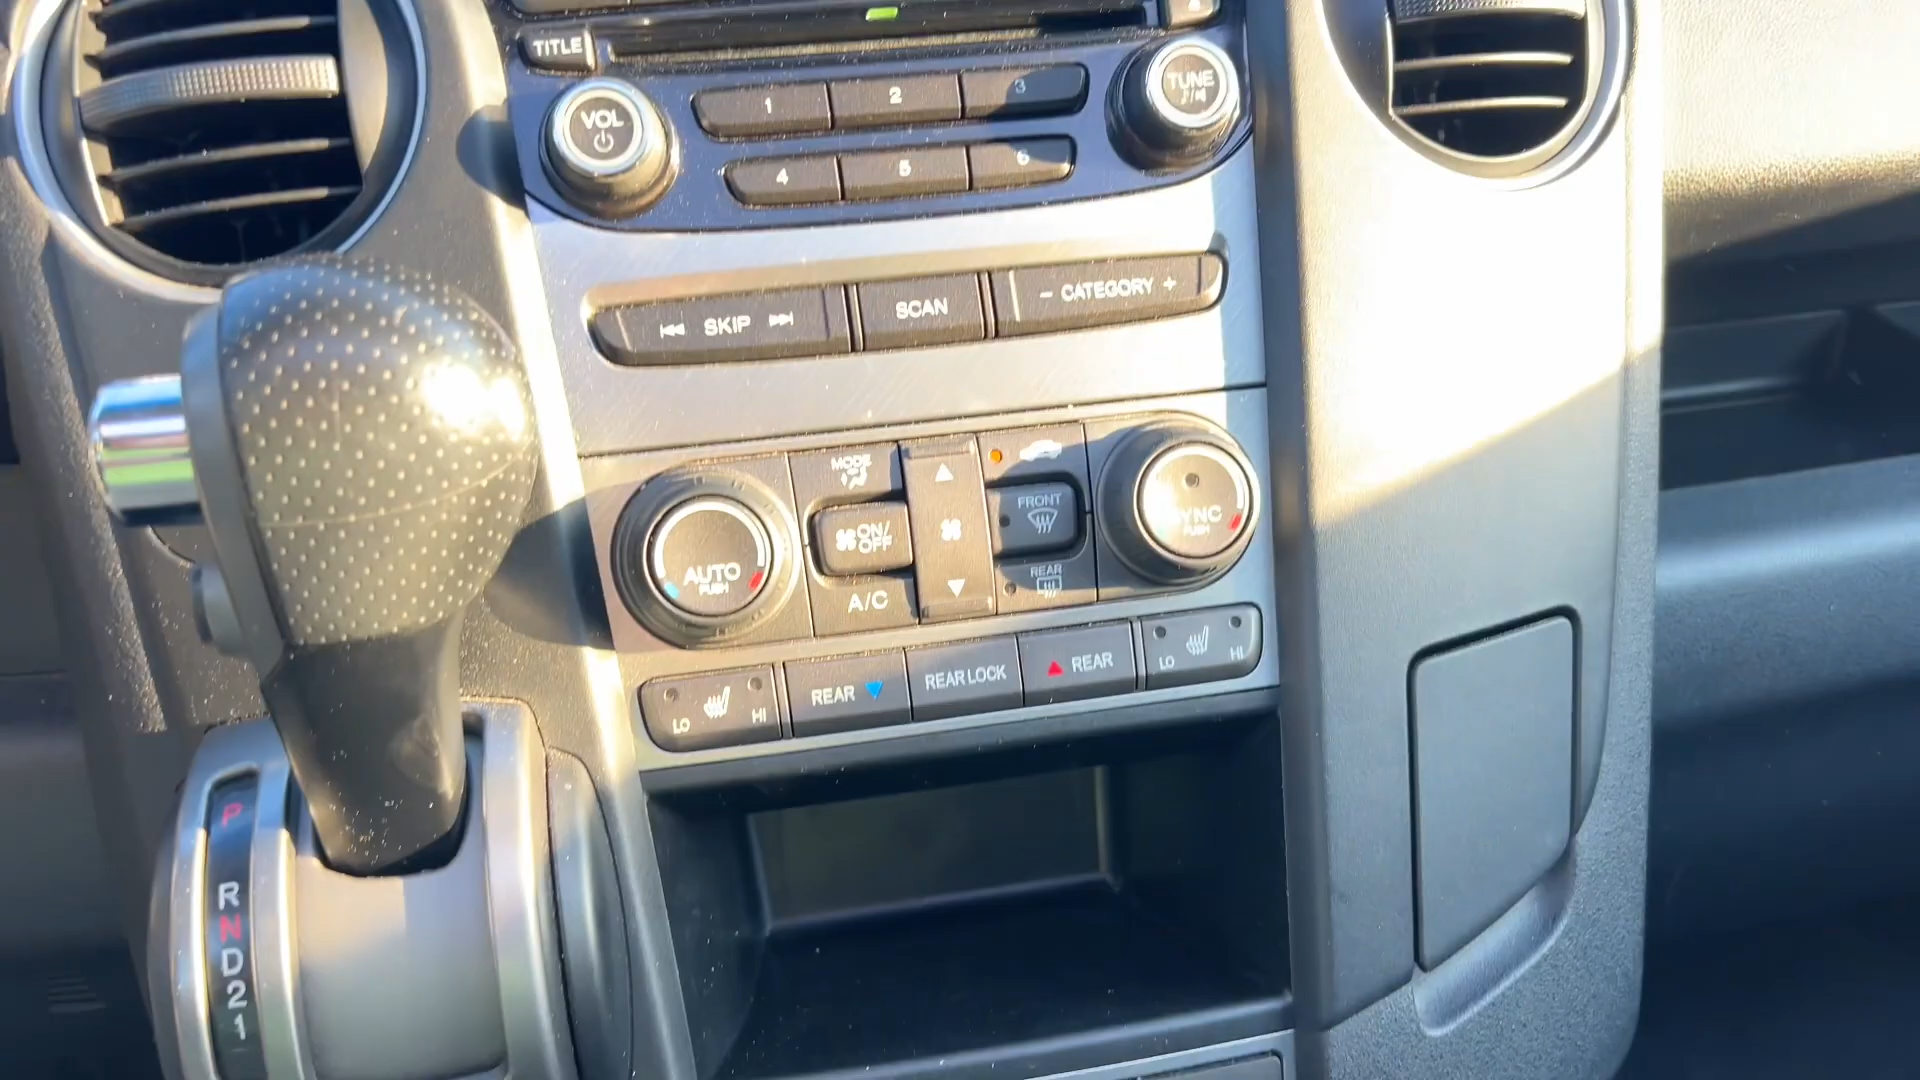 TITLE
VOL
TUNE
1 2 3
4 5 6
SKIP
SCAN
- CATEGORY +
MODE
ON/
OFF
A/C
AUTO
PUSH
FRONT
REAR
YNC
PUSH
LO HI
REAR
REAR LOCK
REAR
LO HI
P
R
N
D
2
1